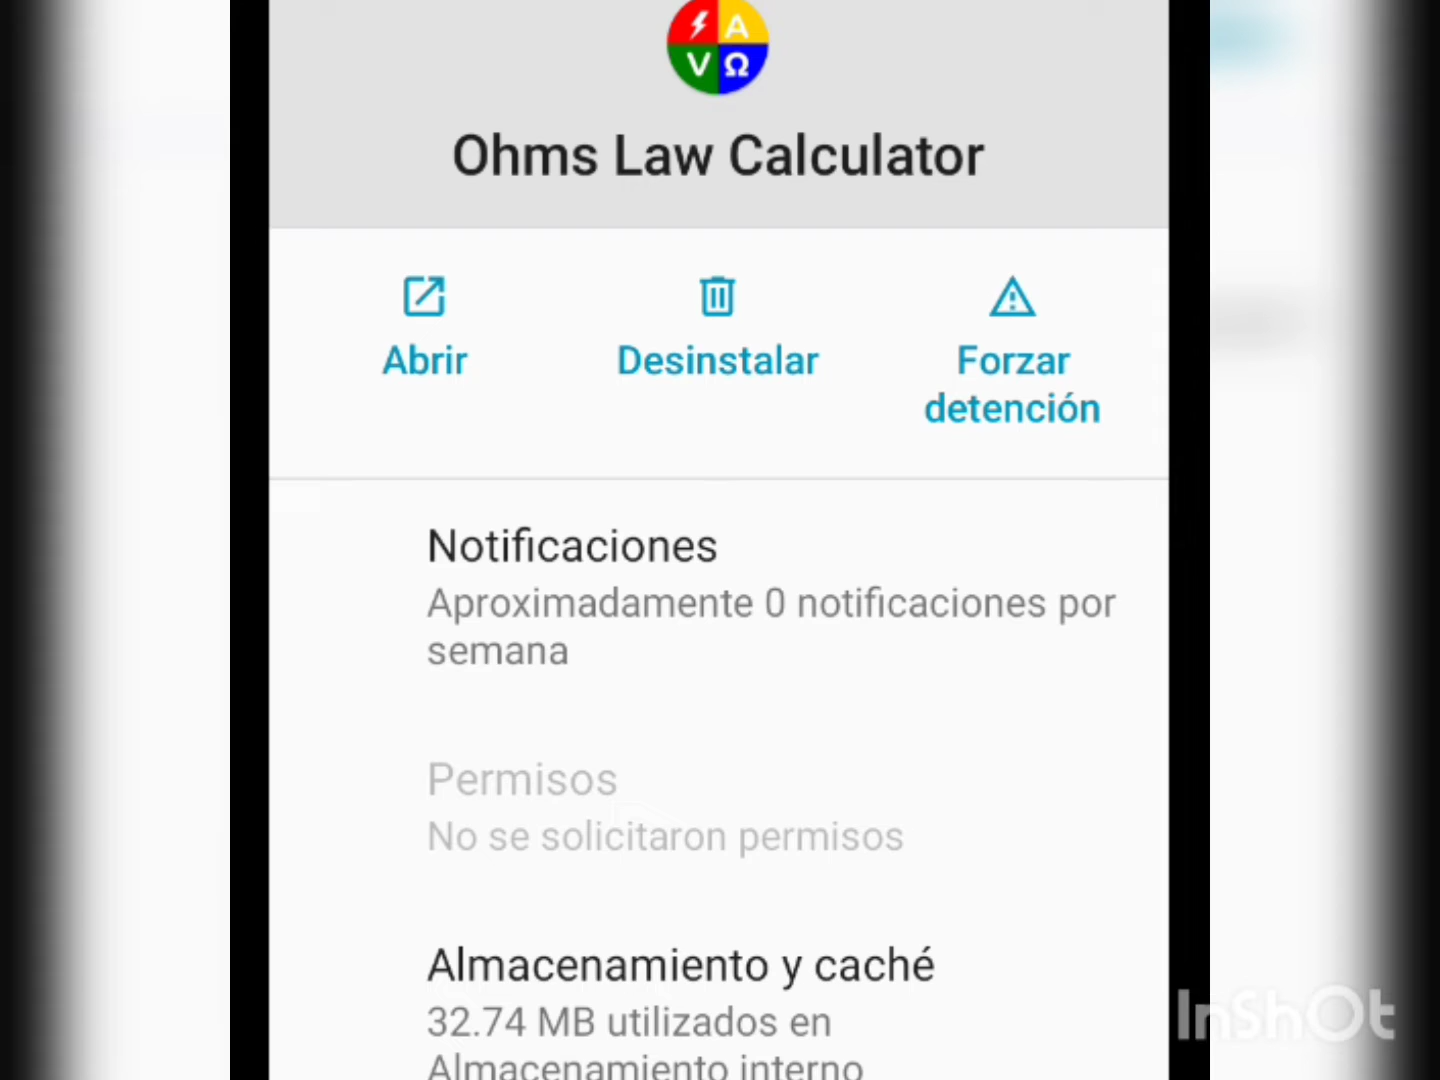 A
V Ω
Ohms Law Calculator
Abrir
Desinstalar
Forzar
detención
Notificaciones
Aproximadamente 0 notificaciones por
semana
Permisos
No se solicitaron permisos
Almacenamiento y caché
32.74 MB utilizados en
Almacenamiento interno
InShOt